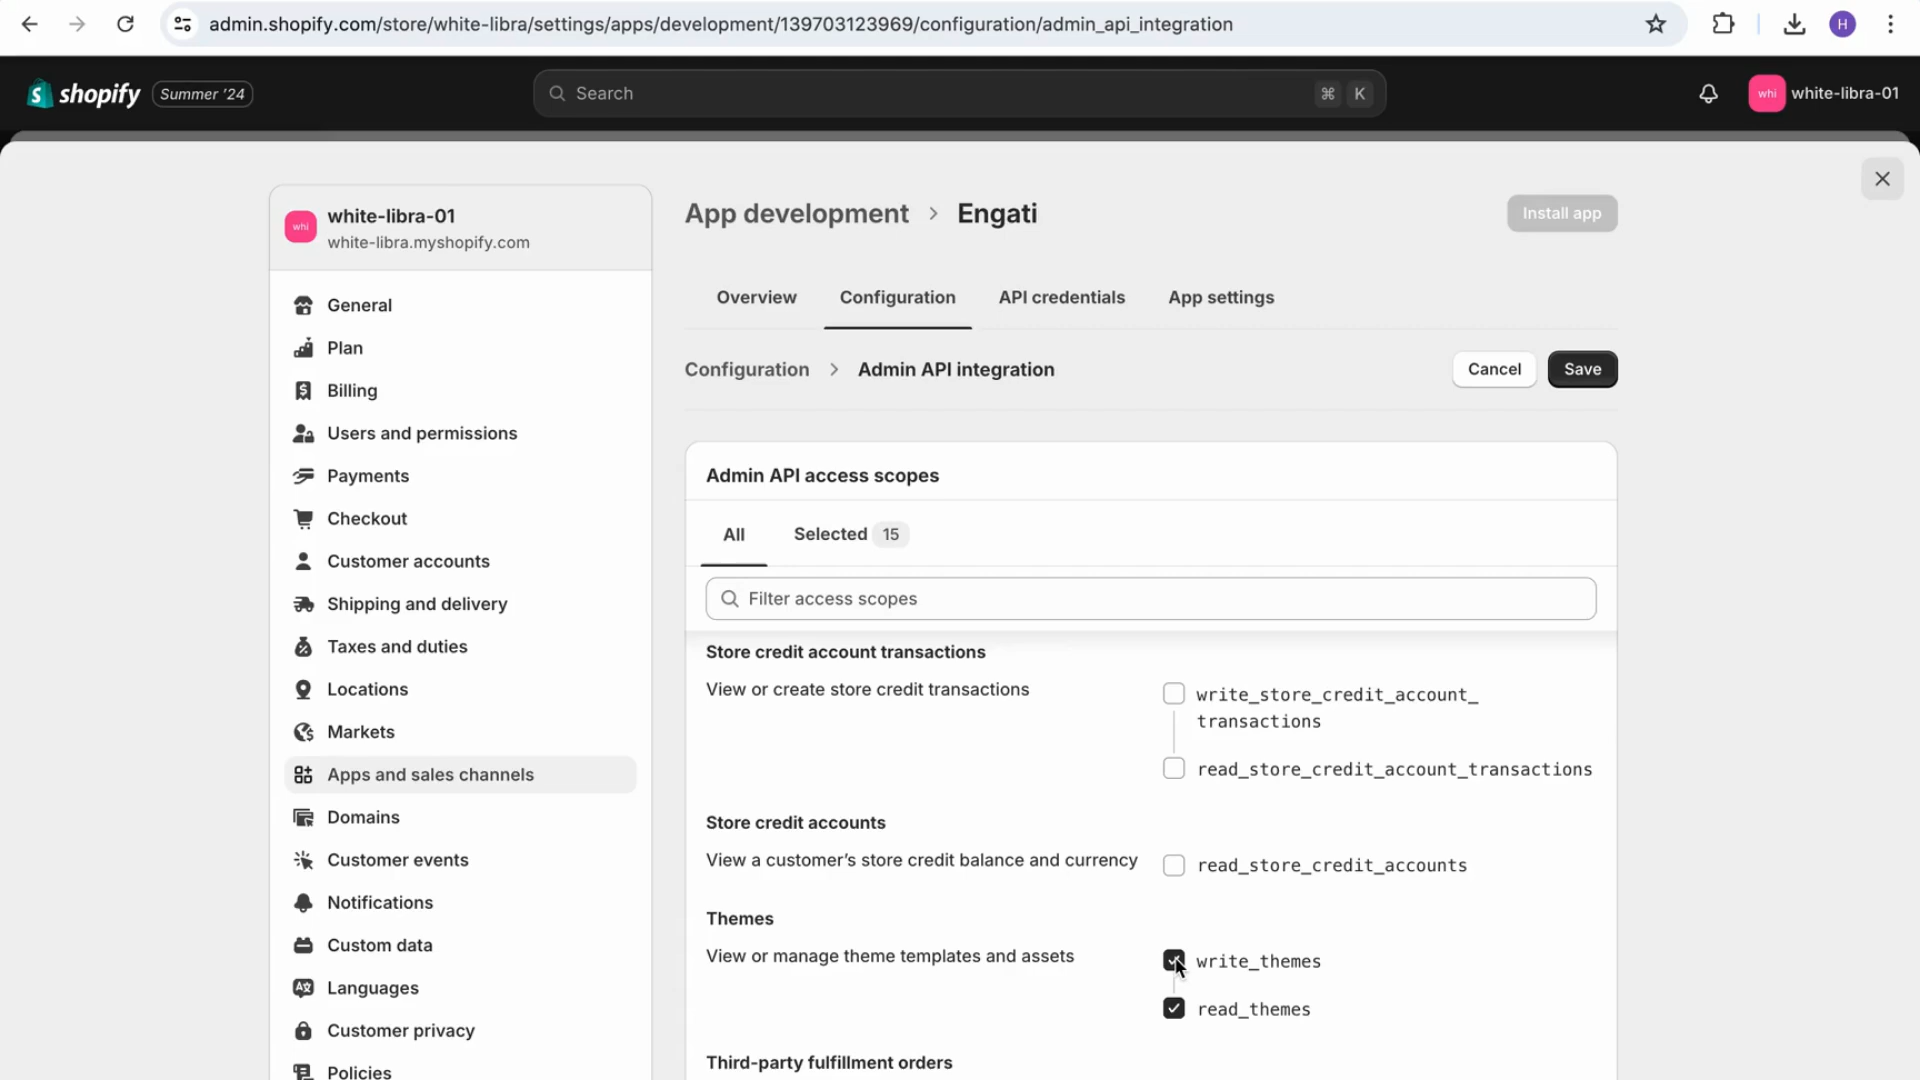 admin.shopify.com/store/white-libra/settings/apps/development/139703123969/configuration/admin_api_integration
H
shopify
Summer '24
Search
⌘ K
whi
white-libra-01
whi
white-libra-01
white-libra.myshopify.com
General
Plan
Billing
Users and permissions
Payments
Checkout
Customer accounts
Shipping and delivery
Taxes and duties
Locations
Markets
Apps and sales channels
Domains
Customer events
Notifications
Custom data
Languages
Customer privacy
Policies
App development > Engati
Install app
Overview
Configuration
API credentials
App settings
Configuration > Admin API integration
Cancel
Save
Admin API access scopes
All
Selected 15
Filter access scopes
Store credit account transactions
View or create store credit transactions
write_store_credit_account_
transactions
read_store_credit_account_transactions
Store credit accounts
View a customer’s store credit balance and currency
read_store_credit_accounts
Themes
View or manage theme templates and assets
write_themes
read_themes
Third-party fulfillment orders